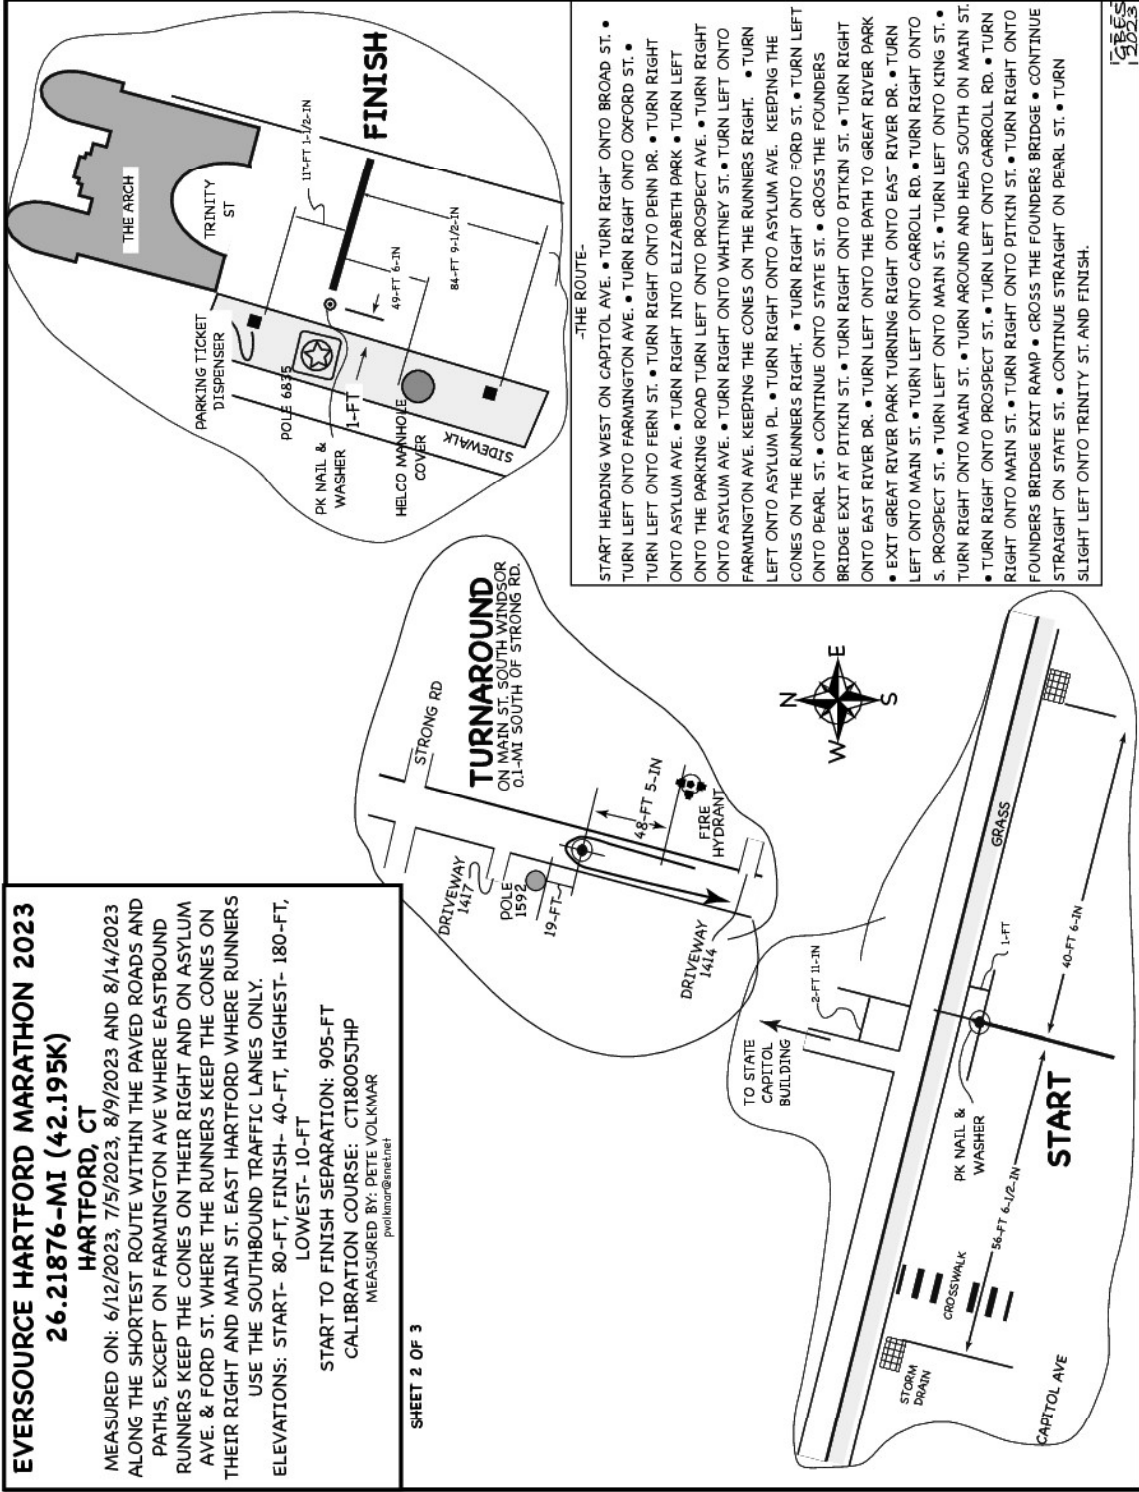 EVERSOURCE HARTFORD MARATHON 2023
26.21876-MI (42.195K)
HARTFORD, CT
MEASURED ON: 6/12/2023, 7/5/2023, 8/9/2023 AND 8/14/2023
ALONG THE SHORTEST ROUTE WITHIN THE PAVED ROADS AND
PATHS, EXCEPT ON FARMINGTON AVE WHERE EASTBOUND
RUNNERS KEEP THE CONES ON THEIR RIGHT AND ON ASYLUM
AVE. & FORD ST. WHERE THE RUNNERS KEEP THE CONES ON
THEIR RIGHT AND MAIN ST. EAST HARTFORD WHERE RUNNERS
USE THE SOUTHBOUND TRAFFIC LANES ONLY.
ELEVATIONS: START- 80-FT, FINISH- 40-FT, HIGHEST- 180-FT,
LOWEST- 10-FT
START TO FINISH SEPARATION: 905-FT
CALIBRATION COURSE: CT18005JHP
MEASURED BY: PETE VOLKMAR
pvolkmar@snet.net
SHEET 2 OF 3
THE ARCH
TRINITY
ST
FINISH
117-FT 1-1/2-IN
49-FT 6-IN
84-FT 9-1/2-IN
PARKING TICKET
DISPENSER
POLE 6835
PK NAIL &
WASHER
1-FT
HELCO MANHOLE
COVER
SIDEWALK
TURNAROUND
ON MAIN ST. SOUTH WINDSOR
0.1-MI SOUTH OF STRONG RD.
STRONG RD
DRIVEWAY
1417
POLE
1592
19-FT
48-FT 5-IN
FIRE
HYDRANT
DRIVEWAY
1414
N
E
S
W
TO STATE
CAPITOL
BUILDING
2-FT 11-IN
1-FT
GRASS
PK NAIL &
WASHER
START
40-FT 6-IN
56-FT 6-1/2-IN
CROSSWALK
STORM
DRAIN
CAPITOL AVE
-THE ROUTE-
START HEADING WEST ON CAPITOL AVE. • TURN RIGHT ONTO BROAD ST. •
TURN LEFT ONTO FARMINGTON AVE. • TURN RIGHT ONTO OXFORD ST. •
TURN LEFT ONTO FERN ST. • TURN RIGHT ONTO PENN DR. • TURN RIGHT
ONTO ASYLUM AVE. • TURN RIGHT INTO ELIZABETH PARK • TURN LEFT
ONTO THE PARKING ROAD TURN LEFT ONTO PROSPECT AVE. • TURN RIGHT
ONTO ASYLUM AVE. • TURN RIGHT ONTO WHITNEY ST. • TURN LEFT ONTO
FARMINGTON AVE. KEEPING THE CONES ON THE RUNNERS RIGHT. • TURN
LEFT ONTO ASYLUM PL. • TURN RIGHT ONTO ASYLUM AVE. KEEPING THE
CONES ON THE RUNNERS RIGHT. • TURN RIGHT ONTO FORD ST. • TURN LEFT
ONTO PEARL ST. • CONTINUE ONTO STATE ST. • CROSS THE FOUNDERS
BRIDGE EXIT AT PITKIN ST. • TURN RIGHT ONTO PITKIN ST. • TURN RIGHT
ONTO EAST RIVER DR. • TURN LEFT ONTO THE PATH TO GREAT RIVER PARK
• EXIT GREAT RIVER PARK TURNING RIGHT ONTO EAST RIVER DR. • TURN
LEFT ONTO MAIN ST. • TURN LEFT ONTO CARROLL RD. • TURN RIGHT ONTO
S. PROSPECT ST. • TURN LEFT ONTO MAIN ST. • TURN LEFT ONTO KING ST. •
TURN RIGHT ONTO MAIN ST. • TURN AROUND AND HEAD SOUTH ON MAIN ST.
• TURN RIGHT ONTO PROSPECT ST. • TURN LEFT ONTO CARROLL RD. • TURN
RIGHT ONTO MAIN ST. • TURN RIGHT ONTO PITKIN ST. • TURN RIGHT ONTO
FOUNDERS BRIDGE EXIT RAMP • CROSS THE FOUNDERS BRIDGE • CONTINUE
STRAIGHT ON STATE ST. • CONTINUE STRAIGHT ON PEARL ST. • TURN
SLIGHT LEFT ONTO TRINITY ST. AND FINISH.
2023